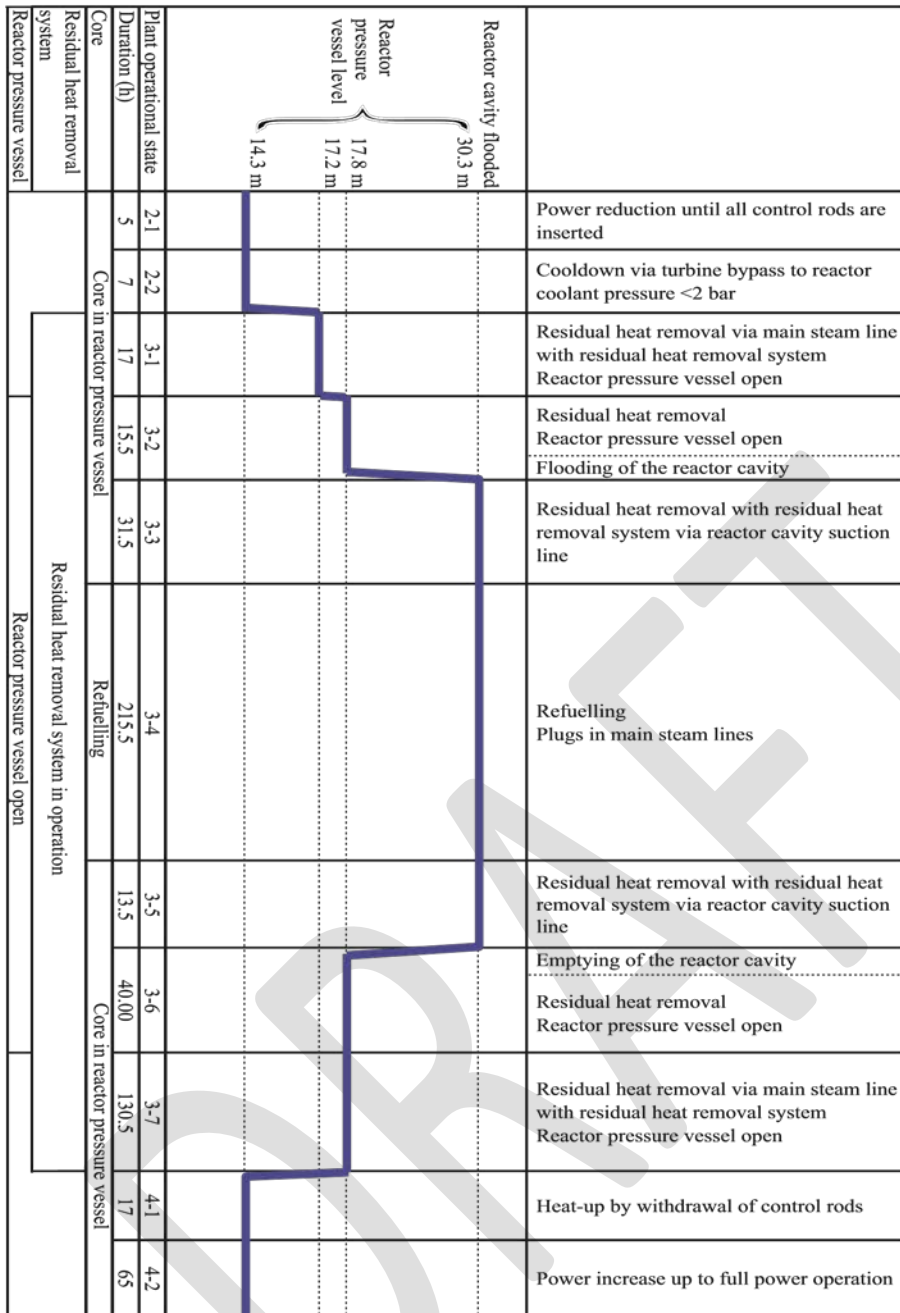 Reactor pressure vessel
Residual heat removal
system
Core
Duration (h)
Plant operational state
Reactor
pressure
vessel level
14.3 m
17.2 m
17.8 m
30.3 m
Reactor cavity flooded
2-1
5
Power reduction until all control rods are
inserted
2-2
7
Cooldown via turbine bypass to reactor
coolant pressure <2 bar
3-1
17
Residual heat removal via main steam line
with residual heat removal system
Reactor pressure vessel open
3-2
15.5
Residual heat removal
Reactor pressure vessel open
Flooding of the reactor cavity
3-3
31.5
Residual heat removal with residual heat
removal system via reactor cavity suction
line
3-4
215.5
Refuelling
Plugs in main steam lines
3-5
13.5
Residual heat removal with residual heat
removal system via reactor cavity suction
line
3-6
40.00
Emptying of the reactor cavity
Residual heat removal
Reactor pressure vessel open
3-7
130.5
Residual heat removal via main steam line
with residual heat removal system
Reactor pressure vessel open
4-1
17
Heat-up by withdrawal of control rods
4-2
65
Power increase up to full power operation
Core in reactor pressure vessel
Refuelling
Core in reactor pressure vessel
Residual heat removal system in operation
Reactor pressure vessel open
DRAFT